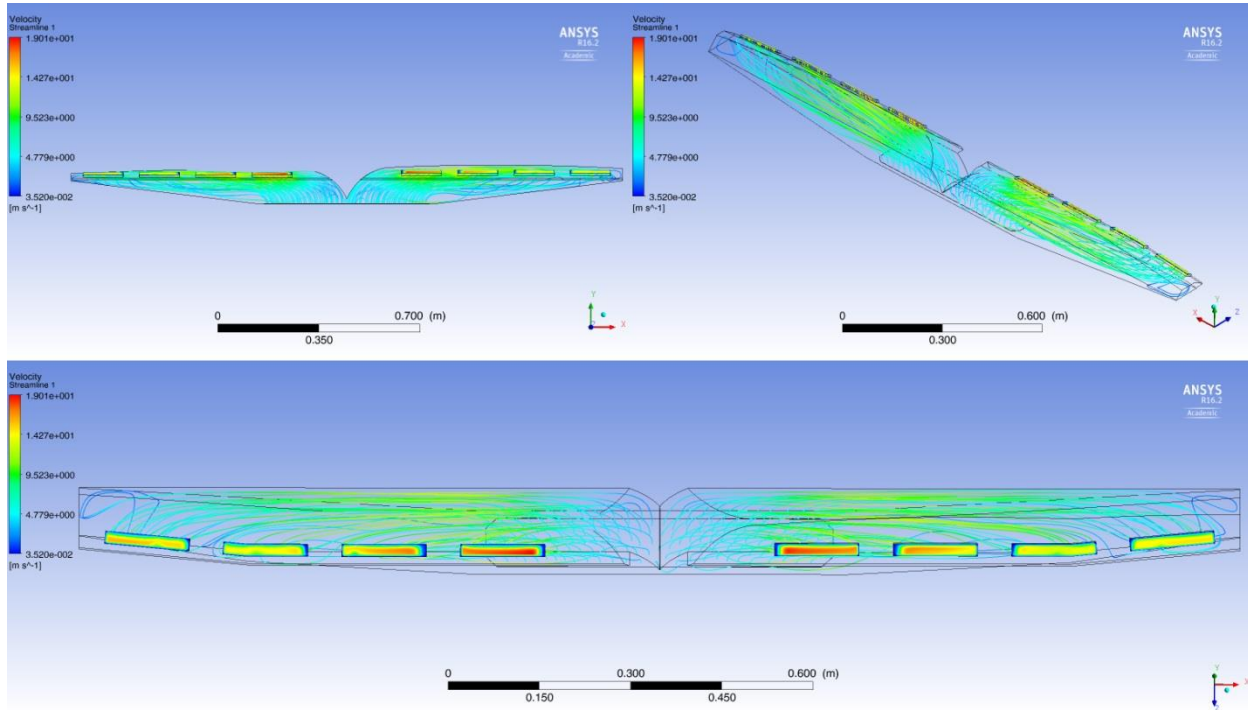 Velocity
Streamline 1
1.901e+001
1.427e+001
9.523e+000
4.779e+000
3.520e-002
[m s^-1]
ANSYS
R16.2
Academic
0 0.700 (m)
0.350
Y
X
Velocity
Streamline 1
1.901e+001
1.427e+001
9.523e+000
4.779e+000
3.520e-002
[m s^-1]
ANSYS
R16.2
Academic
0 0.600 (m)
0.300
Y
X Z
Velocity
Streamline 1
1.901e+001
1.427e+001
9.523e+000
4.779e+000
3.520e-002
[m s^-1]
ANSYS
R16.2
Academic
0 0.300 0.600 (m)
0.150 0.450
Y
X